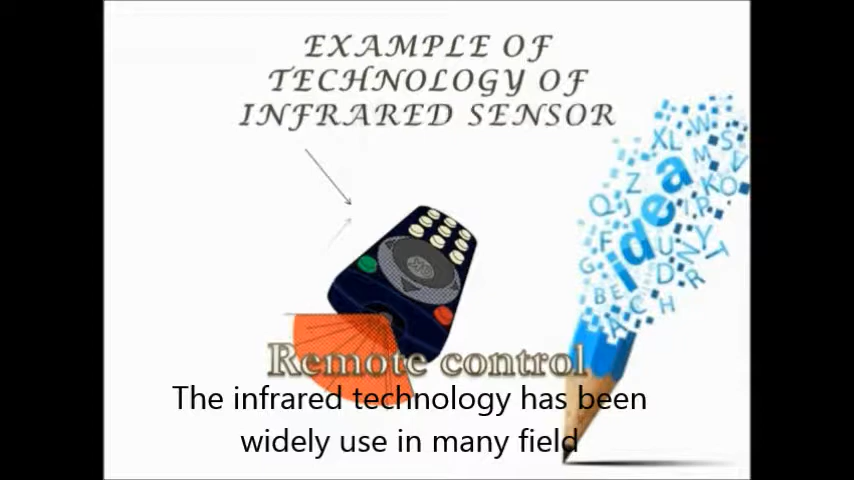 EXAMPLE OF
TECHNOLOGY OF
INFRARED SENSOR
idea
Remote control
The infrared technology has been
widely use in many field